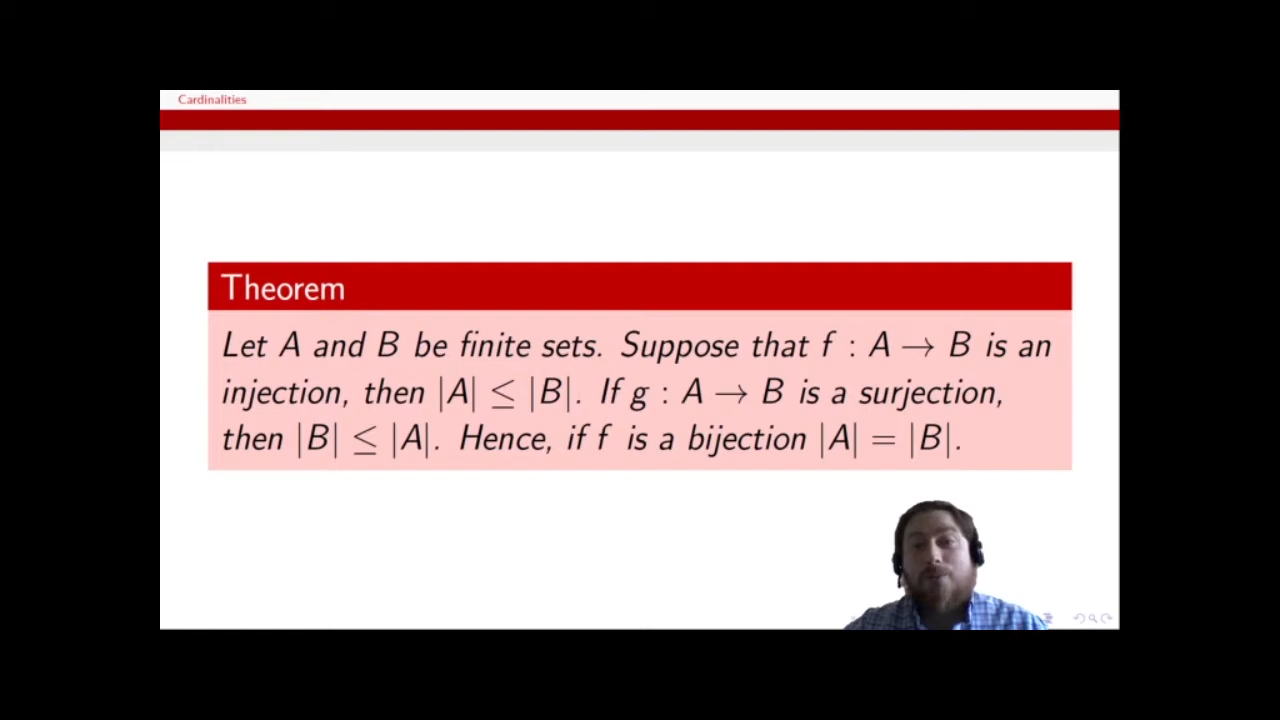 Cardinalities
Theorem
Let A and B be finite sets. Suppose that f : A → B is an
injection, then |A| ≤ |B|. If g : A → B is a surjection,
then |B| ≤ |A|. Hence, if f is a bijection |A| = |B|.